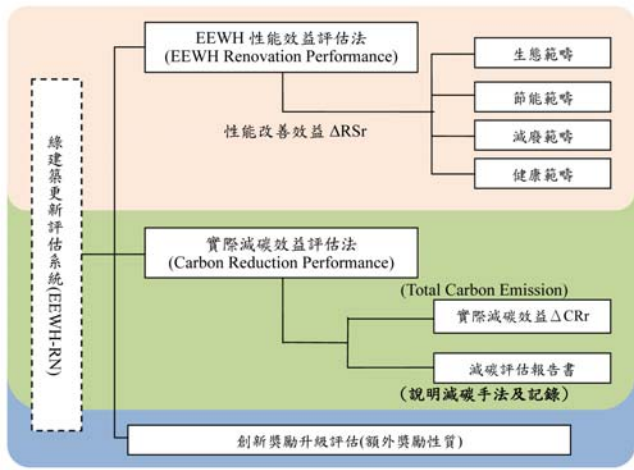 綠建築更新評估系統(EEWH-RN)
EEWH 性能效益評估法
(EEWH Renovation Performance)
性能改善效益 ΔRSr
生態範疇
節能範疇
減廢範疇
健康範疇
實際減碳效益評估法
(Carbon Reduction Performance)
(Total Carbon Emission)
實際減碳效益ΔCRr
減碳評估報告書
(說明減碳手法及記錄)
創新獎勵升級評估(額外獎勵性質)